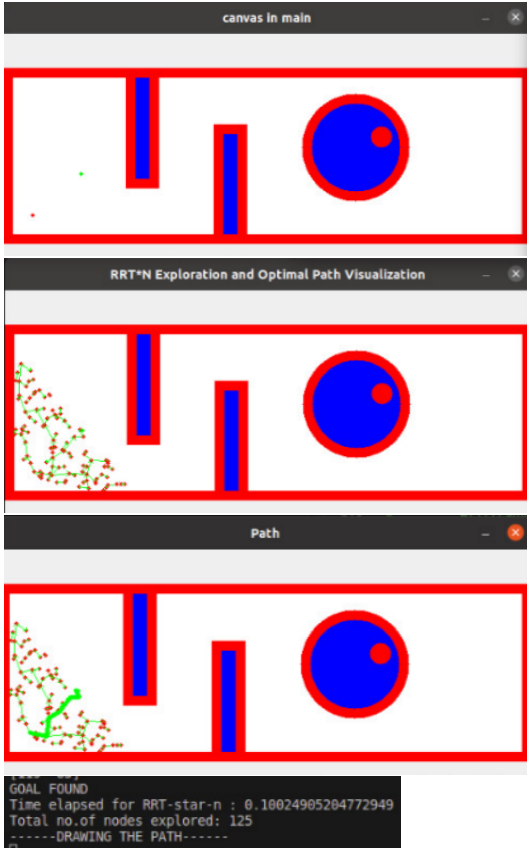 canvas in main
RRT*N Exploration and Optimal Path Visualization
Path
GOAL FOUND
Time elapsed for RRT-star-n : 0.10024905204772949
Total no.of nodes explored: 125
------DRAWING THE PATH------